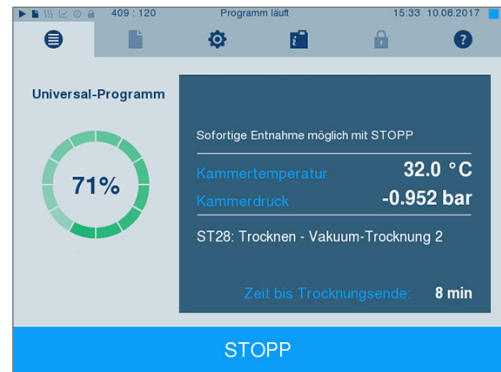 409 : 120 Programm läuft 15:33 10.08.2017
Universal-Programm
71%
Sofortige Entnahme möglich mit STOPP
Kammertemperatur 32.0 °C
Kammerdruck -0.952 bar
ST28: Trocknen - Vakuum-Trocknung 2
Zeit bis Trocknungsende: 8 min
STOPP